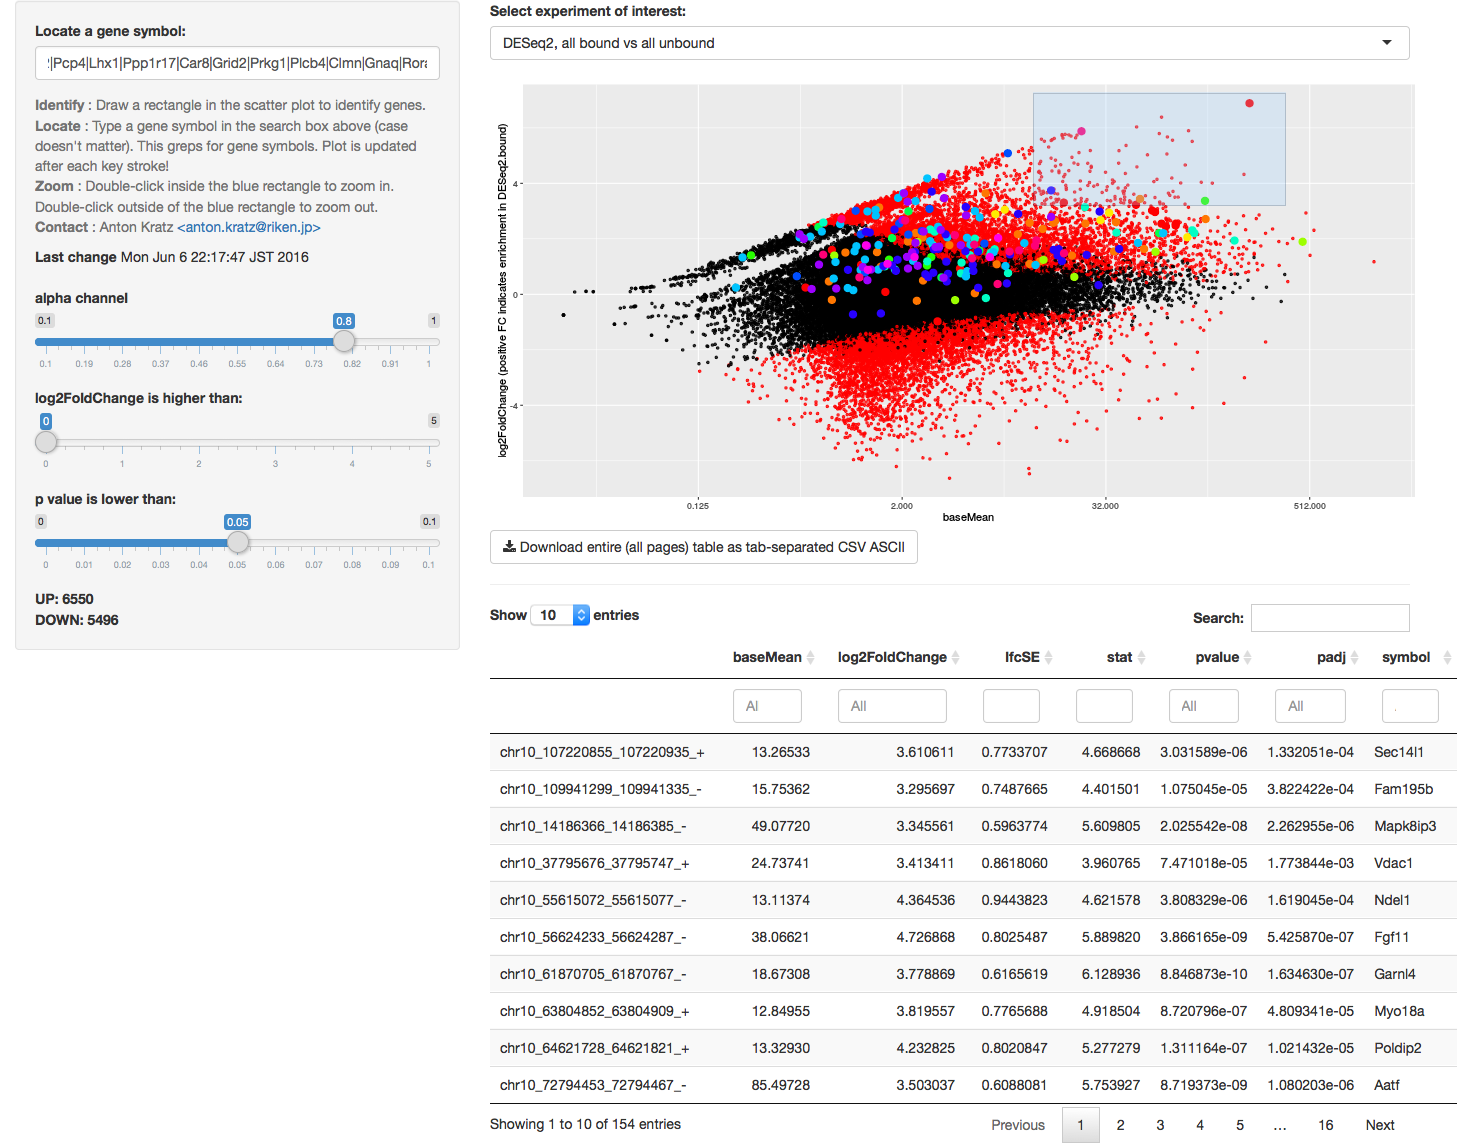 Locate a gene symbol:
|Pcp4|Lhx1|Ppp1r17|Car8|Grid2|Prkg1|Plcb4|Clmn|Gnaq|Rora
Identify : Draw a rectangle in the scatter plot to identify genes.
Locate : Type a gene symbol in the search box above (case
doesn't matter). This greps for gene symbols. Plot is updated
after each key stroke!
Zoom : Double-click inside the blue rectangle to zoom in.
Double-click outside of the blue rectangle to zoom out.
Contact : Anton Kratz <anton.kratz@riken.jp>
Last change Mon Jun 6 22:17:47 JST 2016
alpha channel
0.1 0.8 1
0.1 0.19 0.28 0.37 0.46 0.55 0.64 0.73 0.82 0.91 1
log2FoldChange is higher than:
0 5
0 1 2 3 4 5
p value is lower than:
0 0.05 0.1
0 0.01 0.02 0.03 0.04 0.05 0.06 0.07 0.08 0.09 0.1
UP: 6550
DOWN: 5496
Select experiment of interest:
DESeq2, all bound vs all unbound
log2FoldChange (positive FC indicates enrichment in DESeq2.bound)
4
0
-4
0.125 2.000 32.000 512.000
baseMean
Download entire (all pages) table as tab-separated CSV ASCII
Show 10 entries
Search:
baseMean log2FoldChange lfcSE stat pvalue padj symbol
Al All All All .
chr10_107220855_107220935_+ 13.26533 3.610611 0.7733707 4.668668 3.031589e-06 1.332051e-04 Sec14l1
chr10_109941299_109941335_- 15.75362 3.295697 0.7487665 4.401501 1.075045e-05 3.822422e-04 Fam195b
chr10_14186366_14186385_- 49.07720 3.345561 0.5963774 5.609805 2.025542e-08 2.262955e-06 Mapk8ip3
chr10_37795676_37795747_+ 24.73741 3.413411 0.8618060 3.960765 7.471018e-05 1.773844e-03 Vdac1
chr10_55615072_55615077_- 13.11374 4.364536 0.9443823 4.621578 3.808329e-06 1.619045e-04 Ndel1
chr10_56624233_56624287_- 38.06621 4.726868 0.8025487 5.889820 3.866165e-09 5.425870e-07 Fgf11
chr10_61870705_61870767_- 18.67308 3.778869 0.6165619 6.128936 8.846873e-10 1.634630e-07 Garnl4
chr10_63804852_63804909_+ 12.84955 3.819557 0.7765688 4.918504 8.720796e-07 4.809341e-05 Myo18a
chr10_64621728_64621821_+ 13.32930 4.232825 0.8020847 5.277279 1.311164e-07 1.021432e-05 Poldip2
chr10_72794453_72794467_- 85.49728 3.503037 0.6088081 5.753927 8.719373e-09 1.080203e-06 Aatf
Showing 1 to 10 of 154 entries
Previous 1 2 3 4 5 … 16 Next